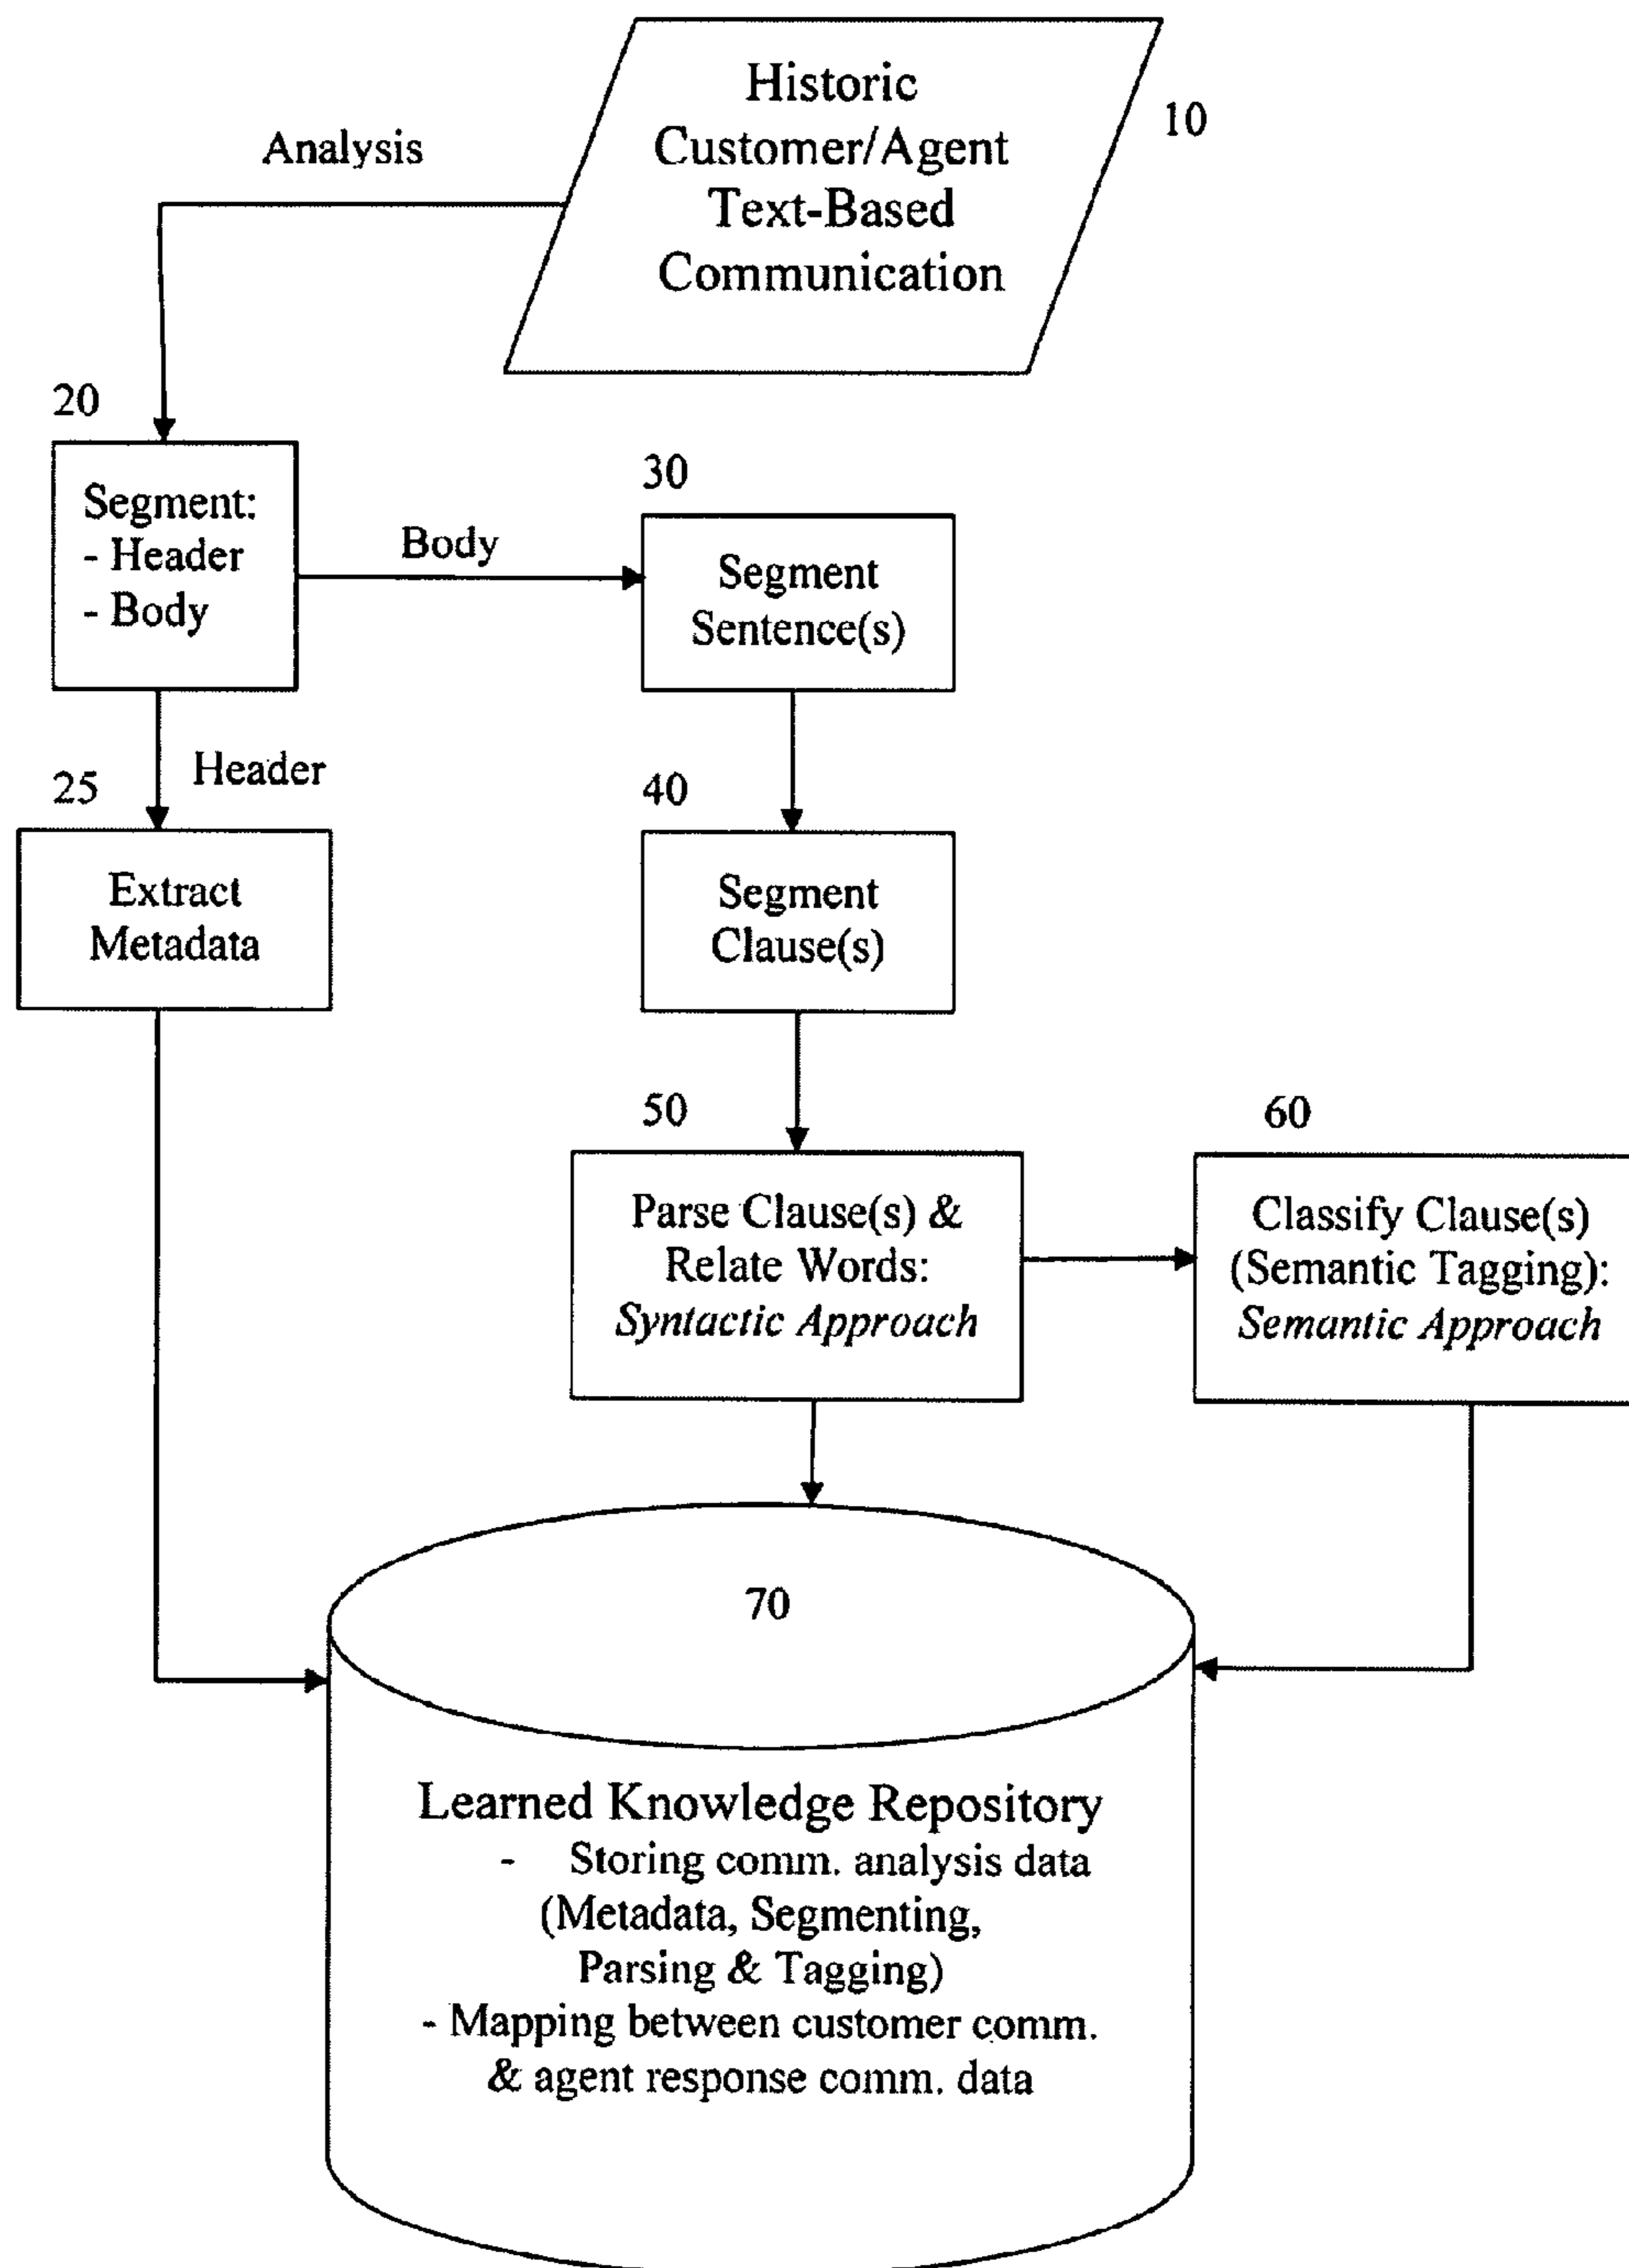 Historic
Customer/Agent
Text-Based
Communication
10
Analysis
20
Segment:
- Header
- Body
Body
30
Segment
Sentence(s)
Header
25
Extract
Metadata
40
Segment
Clause(s)
50
Parse Clause(s) &
Relate Words:
Syntactic Approach
60
Classify Clause(s)
(Semantic Tagging):
Semantic Approach
70
Learned Knowledge Repository
- Storing comm. analysis data
(Metadata, Segmenting,
Parsing & Tagging)
- Mapping between customer comm.
& agent response comm. data